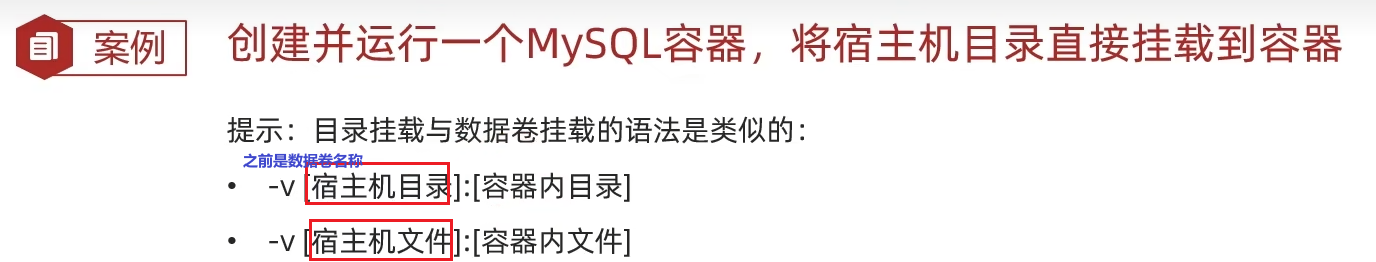 案例
创建并运行一个MySQL容器，将宿主机目录直接挂载到容器
提示：目录挂载与数据卷挂载的语法是类似的：
之前是数据卷名称
• -v [宿主机目录]:[容器内目录]
• -v [宿主机文件]:[容器内文件]